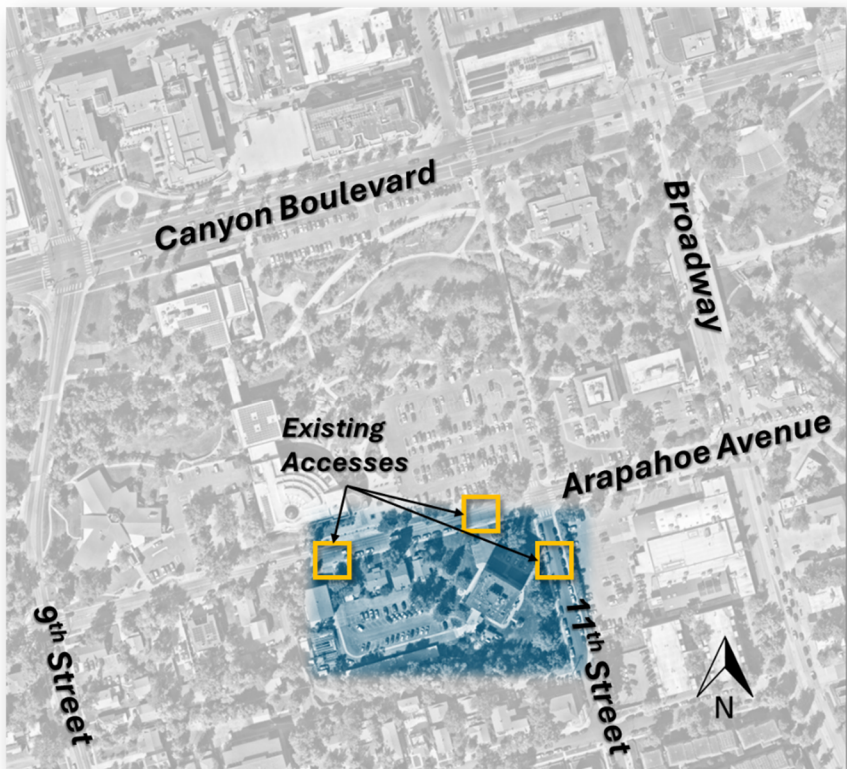 Canyon Boulevard
Broadway
Existing
Accesses
Arapahoe Avenue
9th Street
11th Street
N